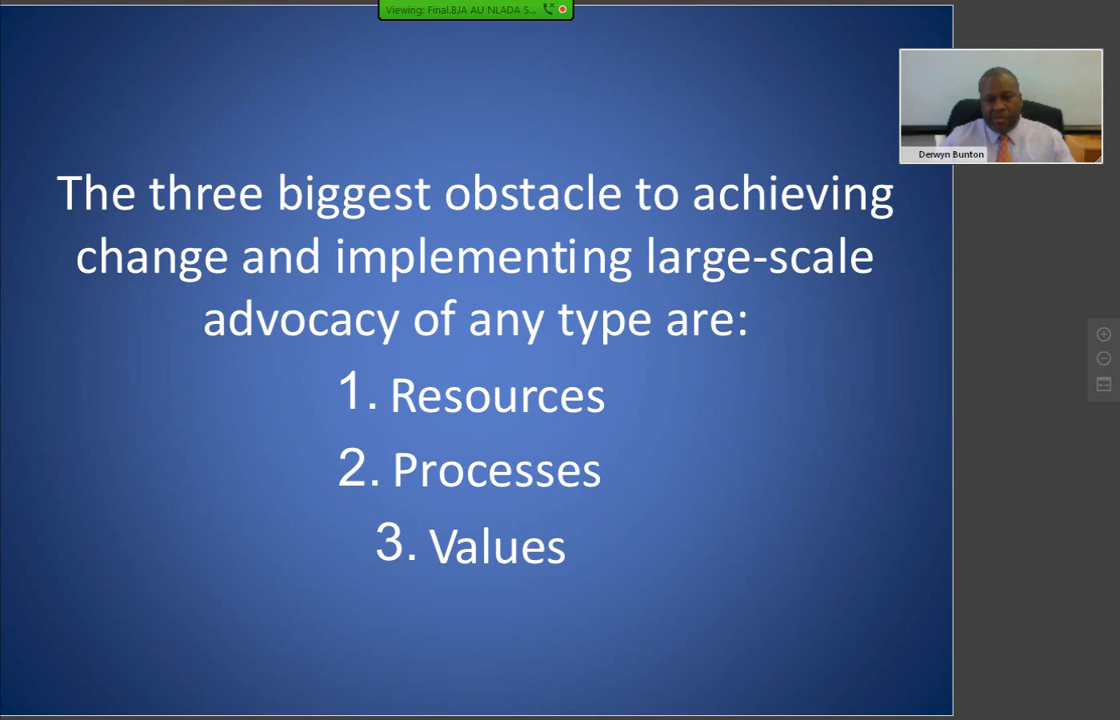 Viewing: Final.BJA AU NLADA S...
Derwyn Bunton
The three biggest obstacle to achieving
change and implementing large-scale
advocacy of any type are:
1. Resources
2. Processes
3. Values